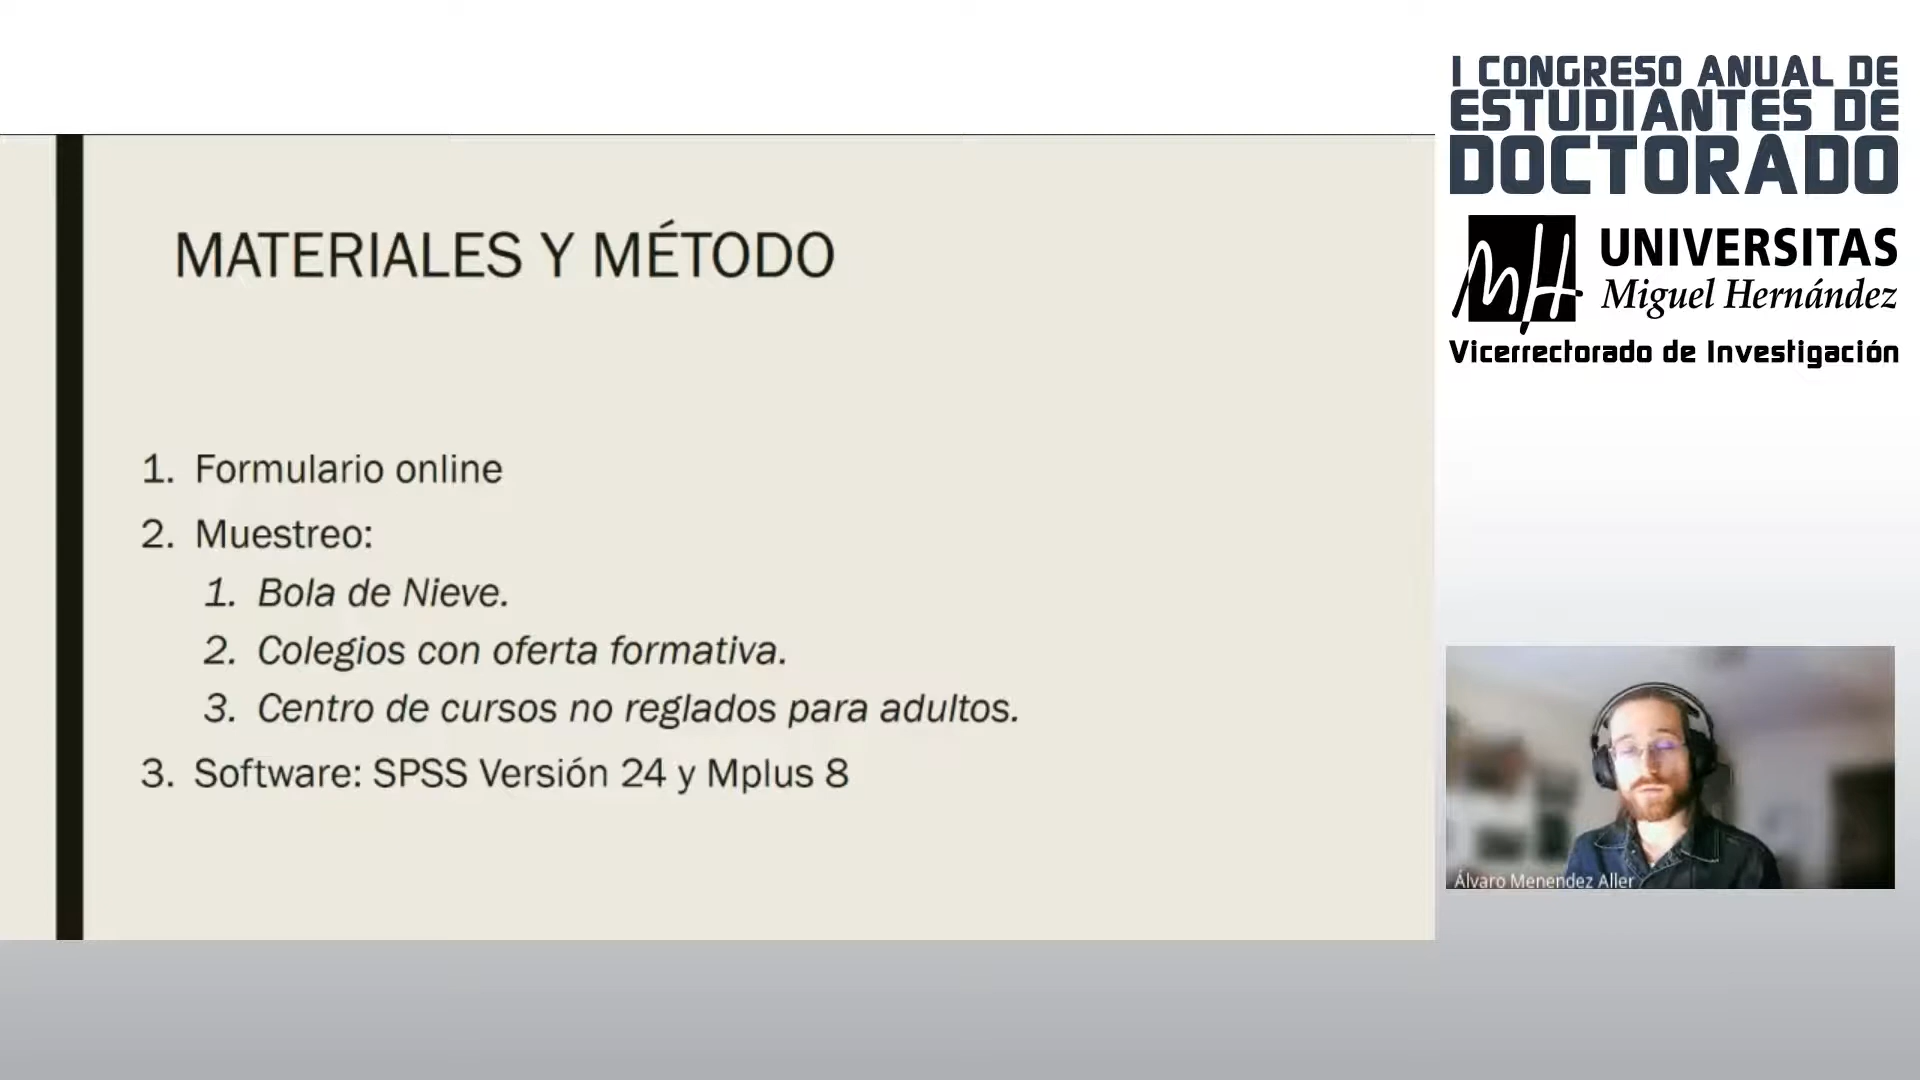 I CONGRESO ANUAL DE
ESTUDIANTES DE
DOCTORADO
MH UNIVERSITAS
Miguel Hernández
Vicerrectorado de Investigación
MATERIALES Y MÉTODO
1. Formulario online
2. Muestreo:
1. Bola de Nieve.
2. Colegios con oferta formativa.
3. Centro de cursos no reglados para adultos.
3. Software: SPSS Versión 24 y Mplus 8
Álvaro Menendez Aller